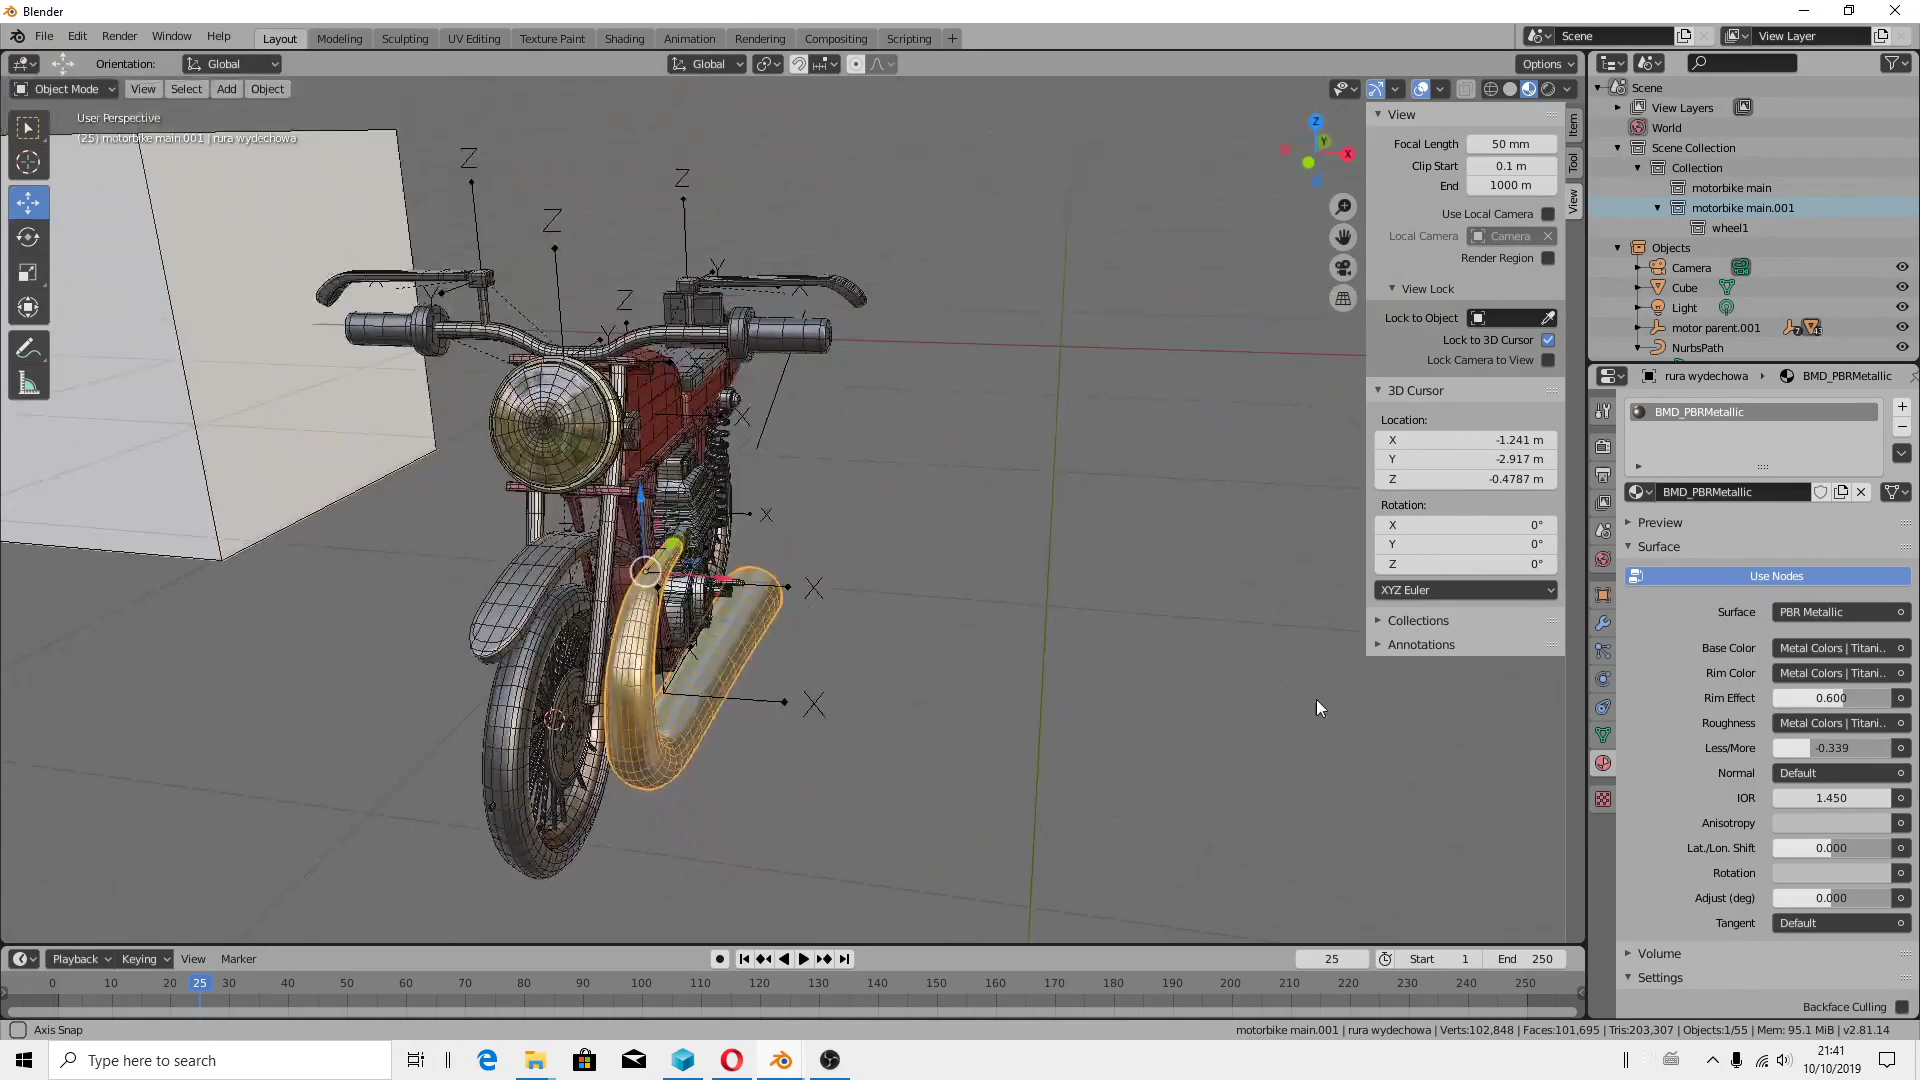 Blender
File Edit Render Window Help
Layout Modeling Sculpting UV Editing Texture Paint Shading Animation Rendering Compositing Scripting +
Scene
View Layer
Orientation: Global
Global
Options
Object Mode View Select Add Object
User Perspective
(25) motorbike main.001 | rura wydechowa
Z
Z
Z
Z
Y
X
X
Y
Y
X
X
X
X
X
Z
Y
X
View
Focal Length 50 mm
Clip Start 0.1 m
End 1000 m
Use Local Camera
Local Camera Camera
Render Region
View Lock
Lock to Object
Lock to 3D Cursor
Lock Camera to View
3D Cursor
Location:
X -1.241 m
Y -2.917 m
Z -0.4787 m
Rotation:
X 0°
Y 0°
Z 0°
XYZ Euler
Collections
Annotations
Item
Tool
View
Scene
View Layers
World
Scene Collection
Collection
motorbike main
motorbike main.001
wheel1
Objects
Camera
Cube
Light
motor parent.001 7 43
NurbsPath
rura wydechowa BMD_PBRMetallic
BMD_PBRMetallic
BMD_PBRMetallic
Preview
Surface
Use Nodes
Surface PBR Metallic
Base Color Metal Colors | Titani..
Rim Color Metal Colors | Titani..
Rim Effect 0.600
Roughness Metal Colors | Titani..
Less/More -0.339
Normal Default
IOR 1.450
Anisotropy
Lat./Lon. Shift 0.000
Rotation
Adjust (deg) 0.000
Tangent Default
Volume
Settings
Backface Culling
Playback Keying View Marker
25 Start 1 End 250
0 10 20 25 30 40 50 60 70 80 90 100 110 120 130 140 150 160 170 180 190 200 210 220 230 240 250
Axis Snap
motorbike main.001 | rura wydechowa | Verts:102,848 | Faces:101,695 | Tris:203,307 | Objects:1/55 | Mem: 95.1 MiB | v2.81.14
Type here to search
21:41
10/10/2019